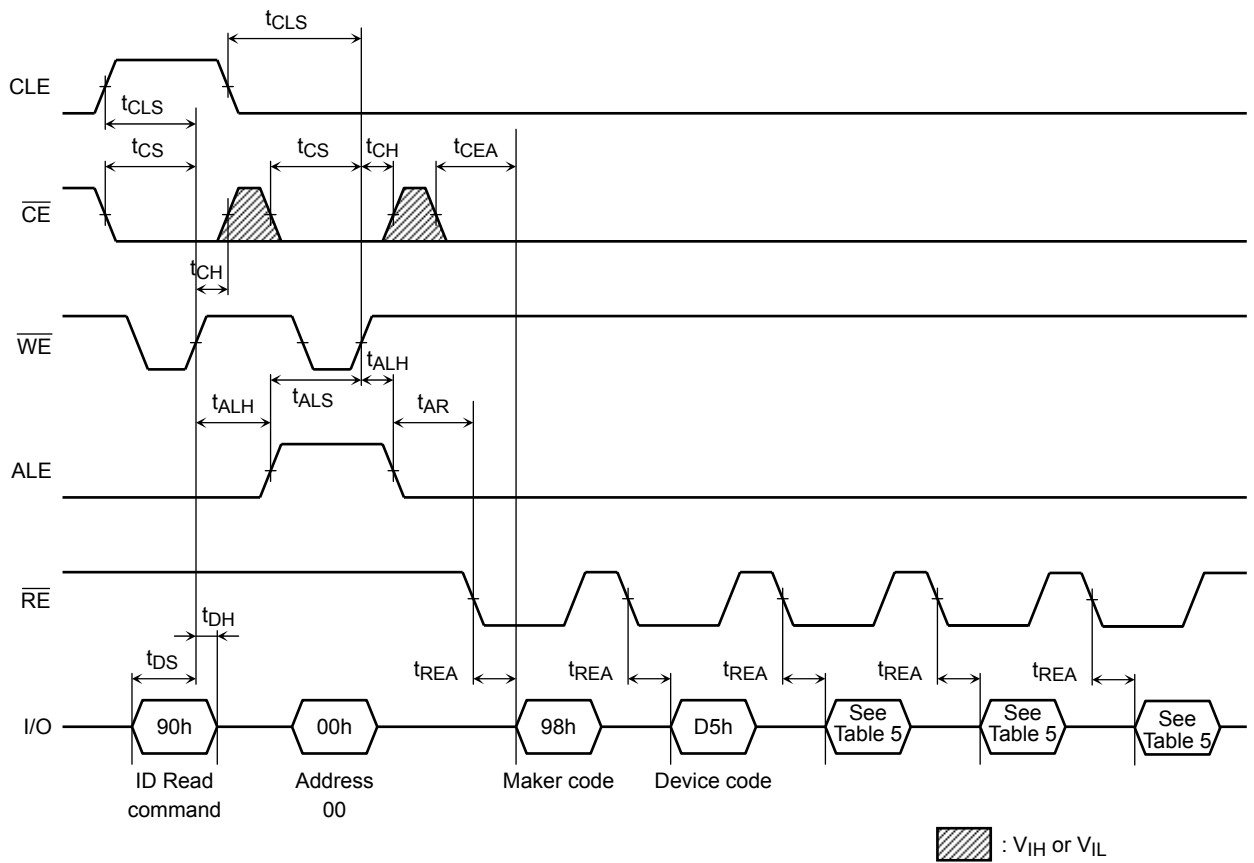 tCLS
CLE
tCLS
tCS
tCS
tCH
tCEA
CE
tCH
WE
tALH
tALH
tALS
tAR
ALE
RE
tDH
tDS
tREA
tREA
tREA
tREA
tREA
I/O
90h
00h
98h
D5h
See
Table 5
See
Table 5
See
Table 5
ID Read
command
Address
00
Maker code
Device code
: VIH or VIL